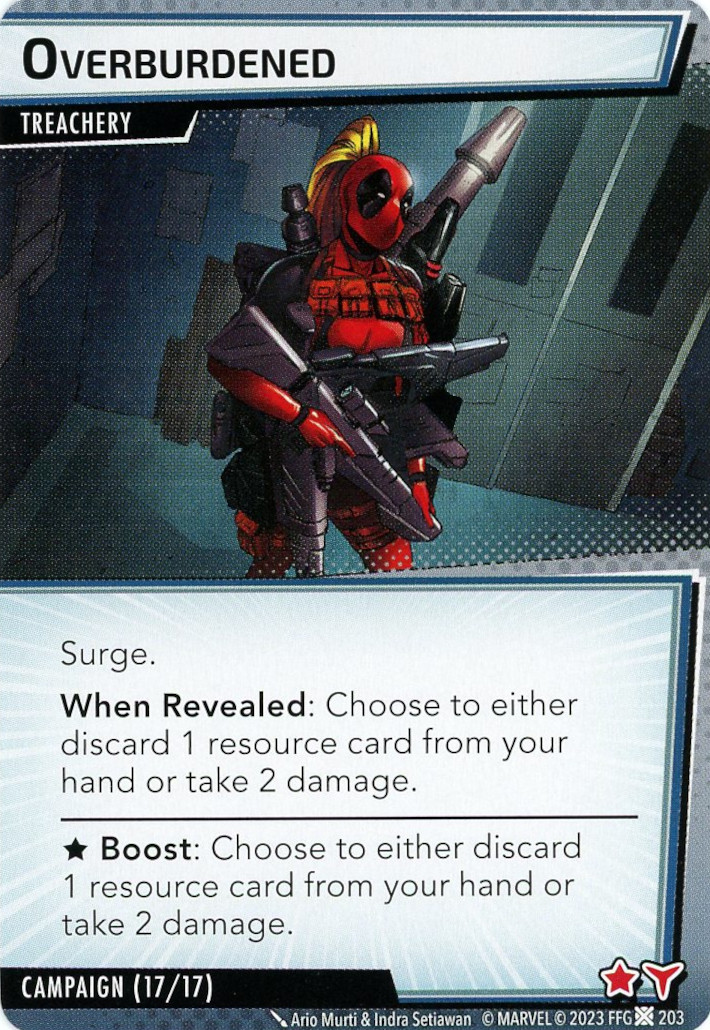 OVERBURDENED
TREACHERY
Surge.
When Revealed: Choose to either
discard 1 resource card from your
hand or take 2 damage.
★ Boost: Choose to either discard
1 resource card from your hand or
take 2 damage.
CAMPAIGN (17/17)
Ario Murti & Indra Setiawan © MARVEL © 2023 FFG 203